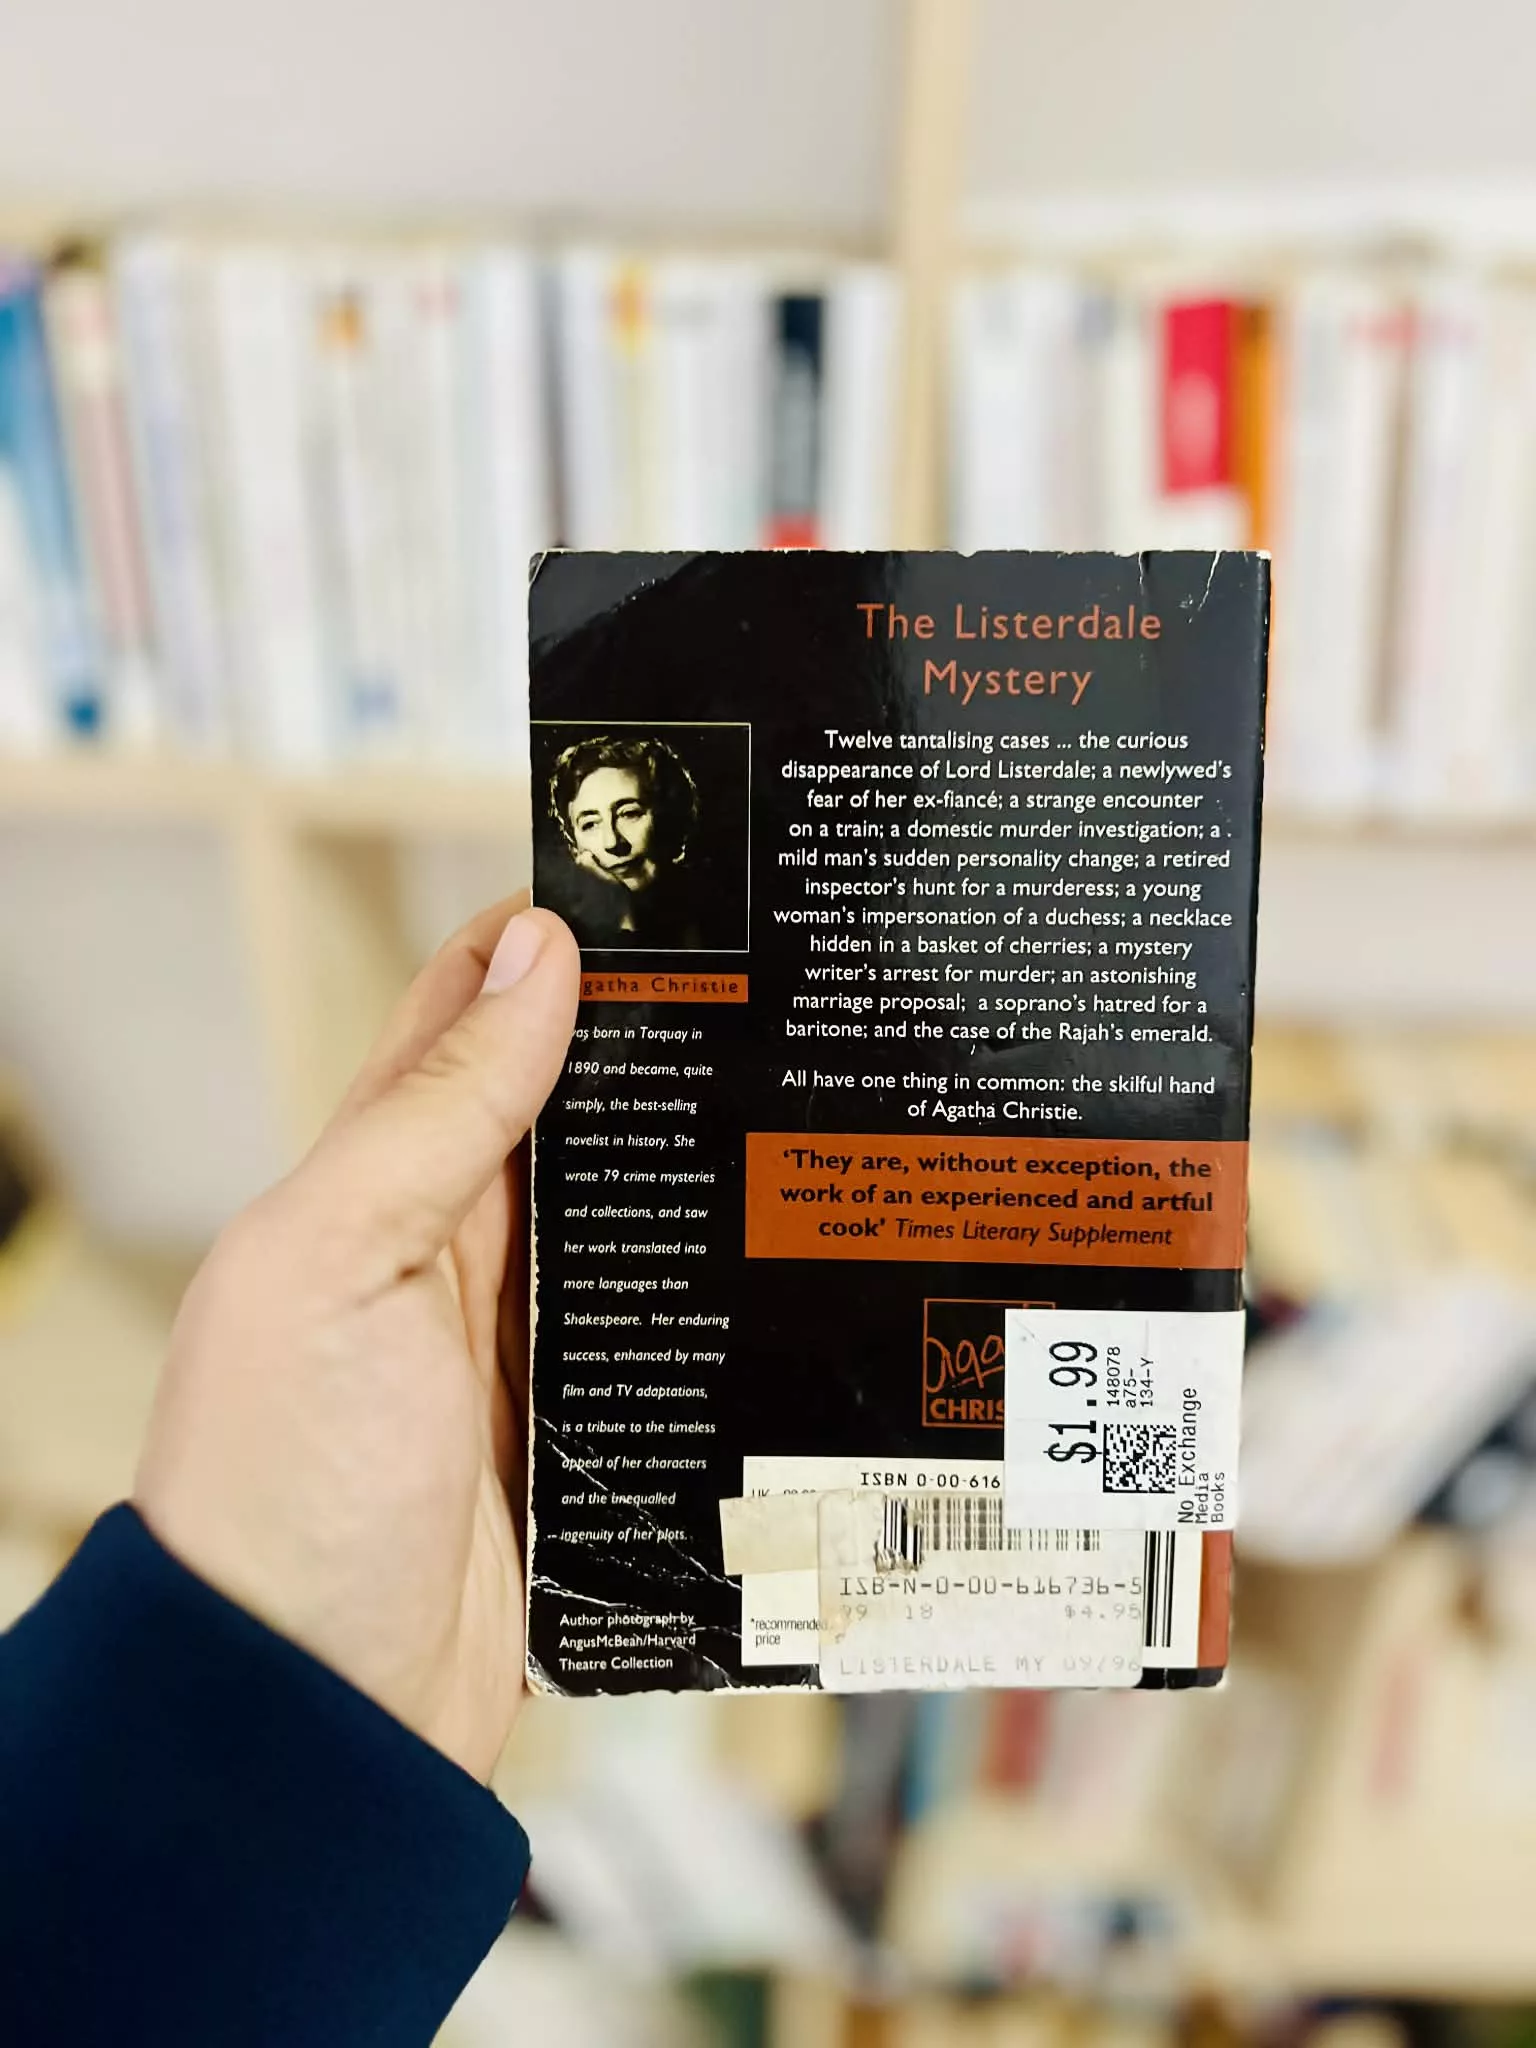 The Listerdale
Mystery
Twelve tantalising cases ... the curious
disappearance of Lord Listerdale; a newlywed's
fear of her ex-fiancé; a strange encounter
on a train; a domestic murder investigation; a
mild man's sudden personality change; a retired
inspector's hunt for a murderess; a young
woman's impersonation of a duchess; a necklace
hidden in a basket of cherries; a mystery
writer's arrest for murder; an astonishing
marriage proposal; a soprano's hatred for a
baritone; and the case of the Rajah's emerald.
All have one thing in common: the skilful hand
of Agatha Christie.
'They are, without exception, the
work of an experienced and artful
cook' Times Literary Supplement
gatha Christie
as born in Torquay in
1890 and became, quite
simply, the best-selling
novelist in history. She
wrote 79 crime mysteries
and collections, and saw
her work translated into
more languages than
Shakespeare. Her enduring
success, enhanced by many
film and TV adaptations,
is a tribute to the timeless
appeal of her characters
and the unequalled
ingenuity of her plots.
Author photograph by
AngusMcBean/Harvard
Theatre Collection
aga
CHRIS
$1.99
148078
a75-
134-Y
No Exchange
Media
Books
ISBN 0-00-616
UK
*recommended
price
ISB-N-0-00-616736-5
99 18 $4.95
LISTERDALE MY 09/96